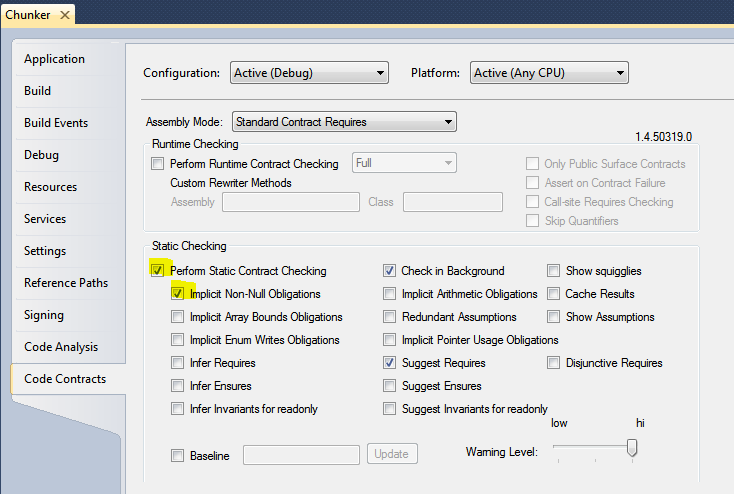 Chunker
Application
Build
Build Events
Debug
Resources
Services
Settings
Reference Paths
Signing
Code Analysis
Code Contracts
Configuration: Active (Debug) Platform: Active (Any CPU)
Assembly Mode: Standard Contract Requires
1.4.50319.0
Runtime Checking
Perform Runtime Contract Checking Full Only Public Surface Contracts
Custom Rewriter Methods Assert on Contract Failure
Assembly Class Call-site Requires Checking
Skip Quantifiers
Static Checking
Perform Static Contract Checking Check in Background Show squigglies
Implicit Non-Null Obligations Implicit Arithmetic Obligations Cache Results
Implicit Array Bounds Obligations Redundant Assumptions Show Assumptions
Implicit Enum Writes Obligations Implicit Pointer Usage Obligations
Infer Requires Suggest Requires Disjunctive Requires
Infer Ensures Suggest Ensures
Infer Invariants for readonly Suggest Invariants for readonly
low hi
Baseline Update Warning Level: